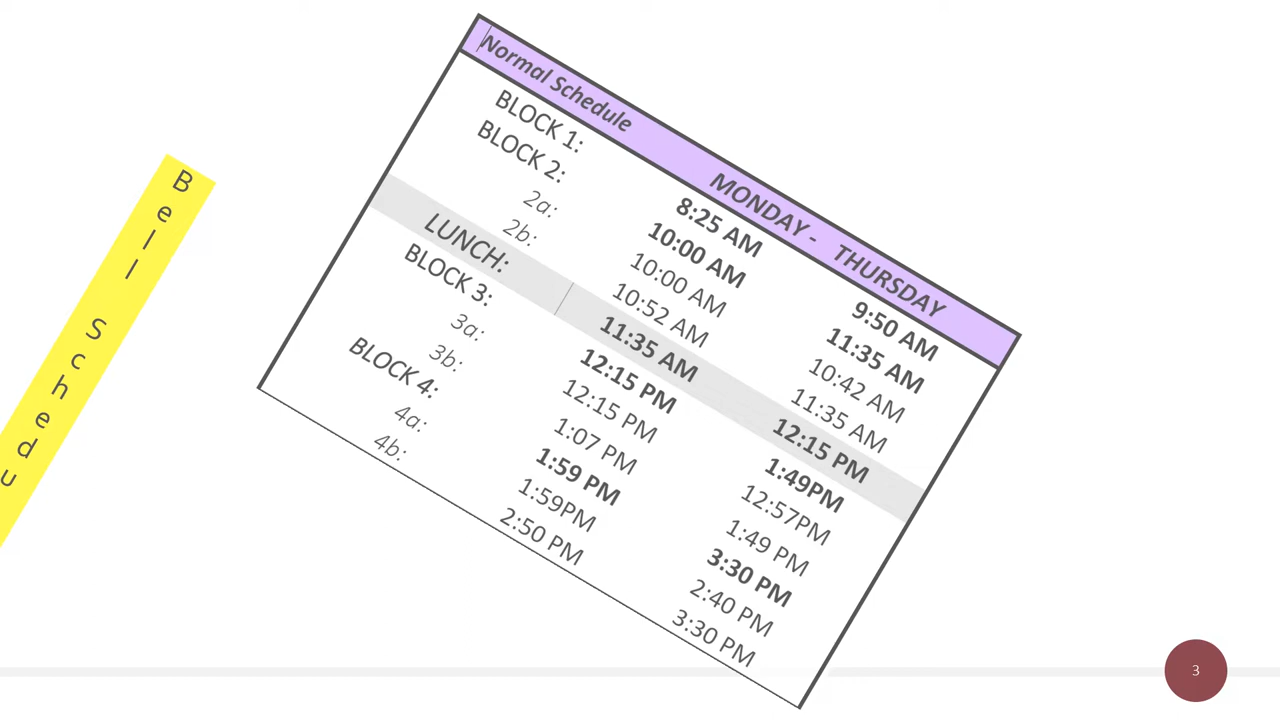 Bell Schedu
Normal Schedule MONDAY - THURSDAY
BLOCK 1: 8:25 AM 9:50 AM
BLOCK 2: 10:00 AM 11:35 AM
2a: 10:00 AM 10:42 AM
2b: 10:52 AM 11:35 AM
LUNCH: 11:35 AM 12:15 PM
BLOCK 3: 12:15 PM 1:49PM
3a: 12:15 PM 12:57PM
3b: 1:07 PM 1:49 PM
BLOCK 4: 1:59 PM 3:30 PM
4a: 1:59PM 2:40 PM
4b: 2:50 PM 3:30 PM
3